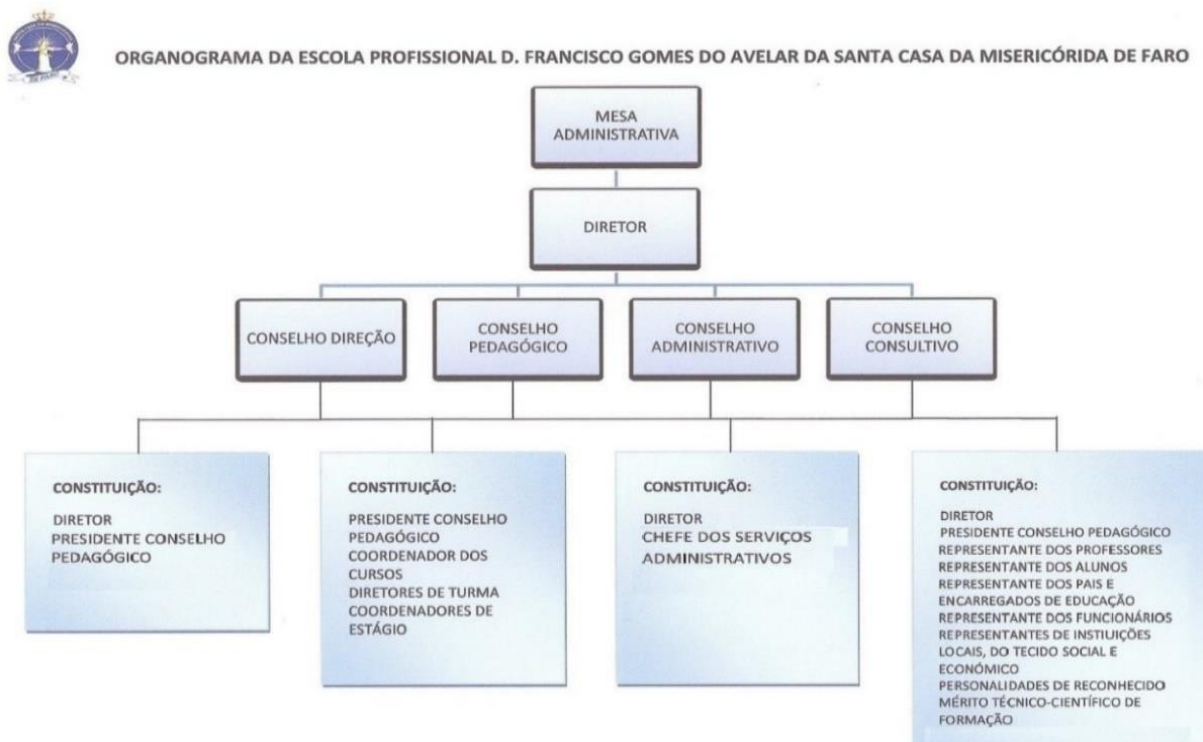 ORGANOGRAMA DA ESCOLA PROFISSIONAL D. FRANCISCO GOMES DO AVELAR DA SANTA CASA DA MISERICÓRIDA DE FARO
MESA
ADMINISTRATIVA
DIRETOR
CONSELHO DIREÇÃO
CONSELHO
PEDAGÓGICO
CONSELHO
ADMINISTRATIVO
CONSELHO
CONSULTIVO
CONSTITUIÇÃO:
DIRETOR
PRESIDENTE CONSELHO
PEDAGÓGICO
CONSTITUIÇÃO:
PRESIDENTE CONSELHO
PEDAGÓGICO
COORDENADOR DOS
CURSOS
DIRETORES DE TURMA
COORDENADORES DE
ESTÁGIO
CONSTITUIÇÃO:
DIRETOR
CHEFE DOS SERVIÇOS
ADMINISTRATIVOS
CONSTITUIÇÃO:
DIRETOR
PRESIDENTE CONSELHO PEDAGÓGICO
REPRESENTANTE DOS PROFESSORES
REPRESENTANTE DOS ALUNOS
REPRESENTANTE DOS PAIS E
ENCARREGADOS DE EDUCAÇÃO
REPRESENTANTE DOS FUNCIONÁRIOS
REPRESENTANTES DE INSTIUIÇÕES
LOCAIS, DO TECIDO SOCIAL E
ECONÓMICO
PERSONALIDADES DE RECONHECIDO
MÉRITO TÉCNICO-CIENTÍFICO DE
FORMAÇÃO